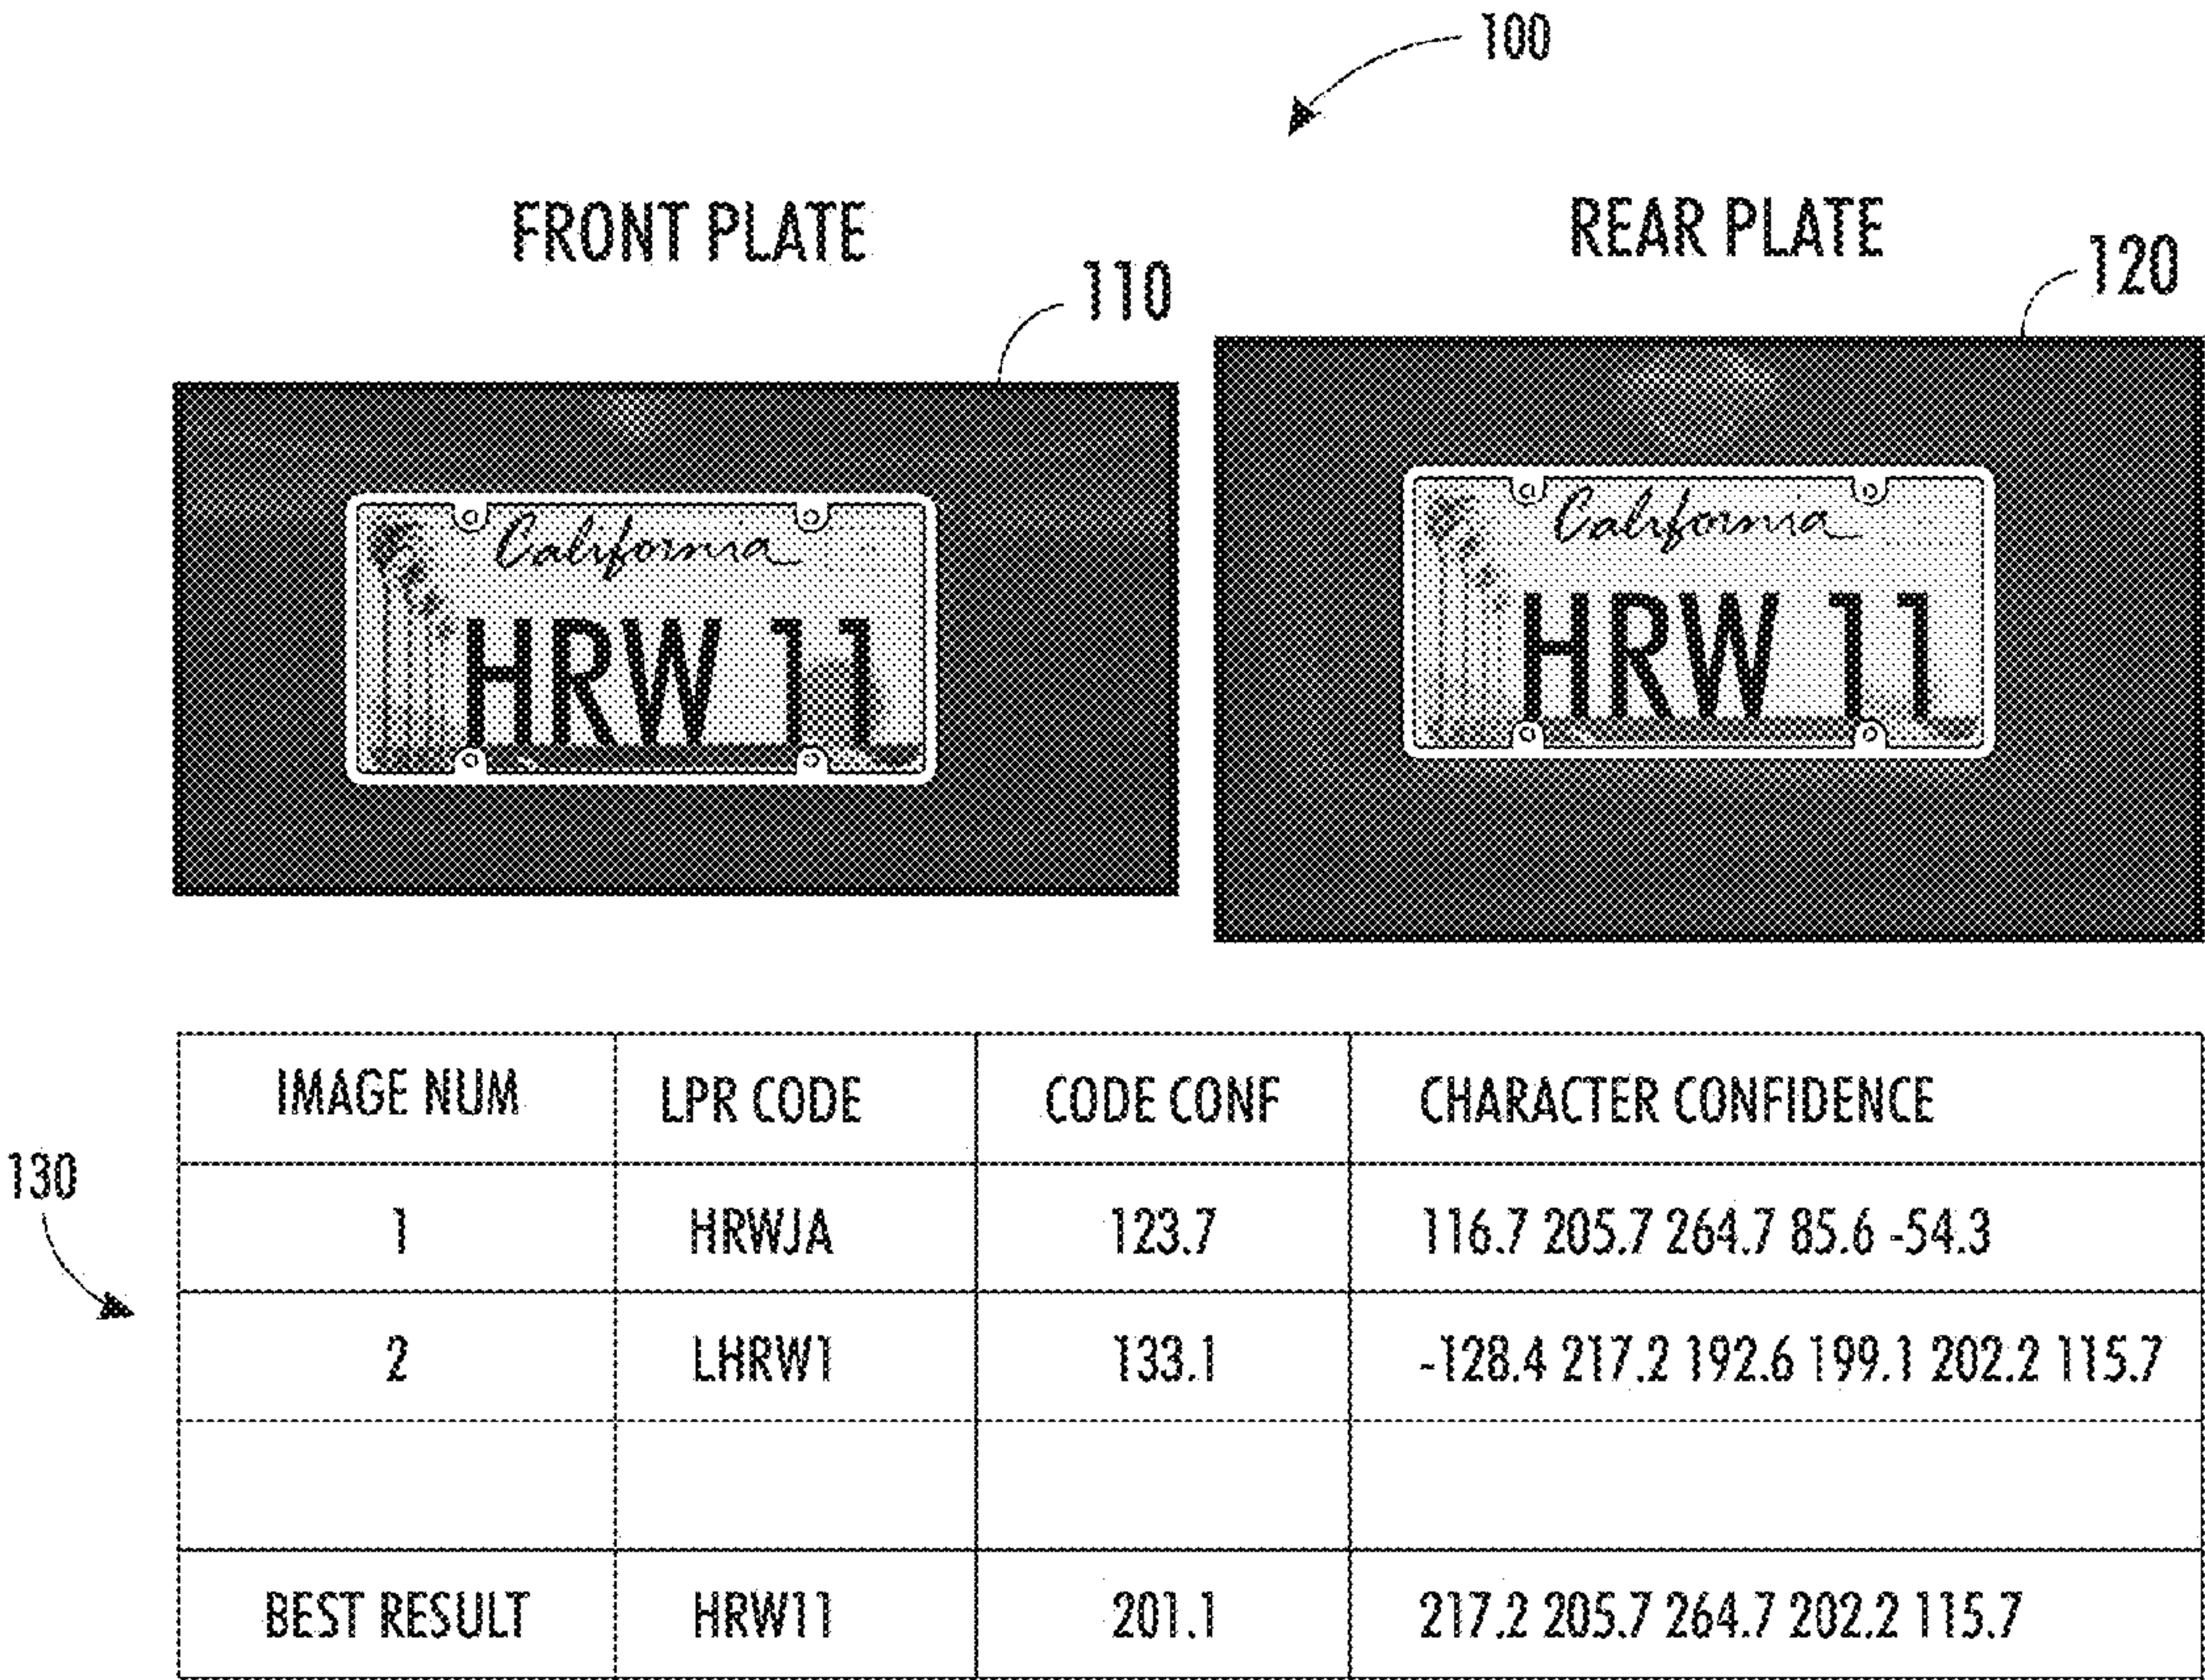 100
FRONT PLATE
REAR PLATE
110
120
California
HRW 11
California
HRW 11
130
IMAGE NUM LPR CODE CODE CONF CHARACTER CONFIDENCE
1 HRWJA 123.7 116.7 205.7 264.7 85.6 -54.3
2 LHRW1 133.1 -128.4 217.2 192.6 199.1 202.2 115.7
BEST RESULT HRW11 201.1 217.2 205.7 264.7 202.2 115.7